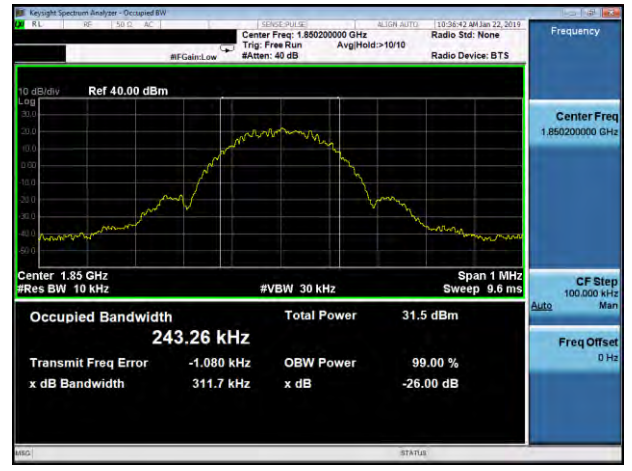 Keysight Spectrum Analyzer - Occupied BW
RL RF 50 Ω AC SENSE:PULSE ALIGN AUTO 10:36:42 AM Jan 22, 2019
Center Freq: 1.850200000 GHz Radio Std: None
Trig: Free Run Avg|Hold:>10/10
#IFGain:Low #Atten: 40 dB Radio Device: BTS
Frequency
10 dB/div Ref 40.00 dBm
Log
30.0
20.0
10.0
0.00
-10.0
-20.0
-30.0
-40.0
-50.0
Center 1.85 GHz Span 1 MHz
#Res BW 10 kHz #VBW 30 kHz Sweep 9.6 ms
Occupied Bandwidth Total Power 31.5 dBm
243.26 kHz
Transmit Freq Error -1.080 kHz OBW Power 99.00 %
x dB Bandwidth 311.7 kHz x dB -26.00 dB
Center Freq
1.850200000 GHz
CF Step
100.000 kHz
Auto Man
Freq Offset
0 Hz
MSG STATUS